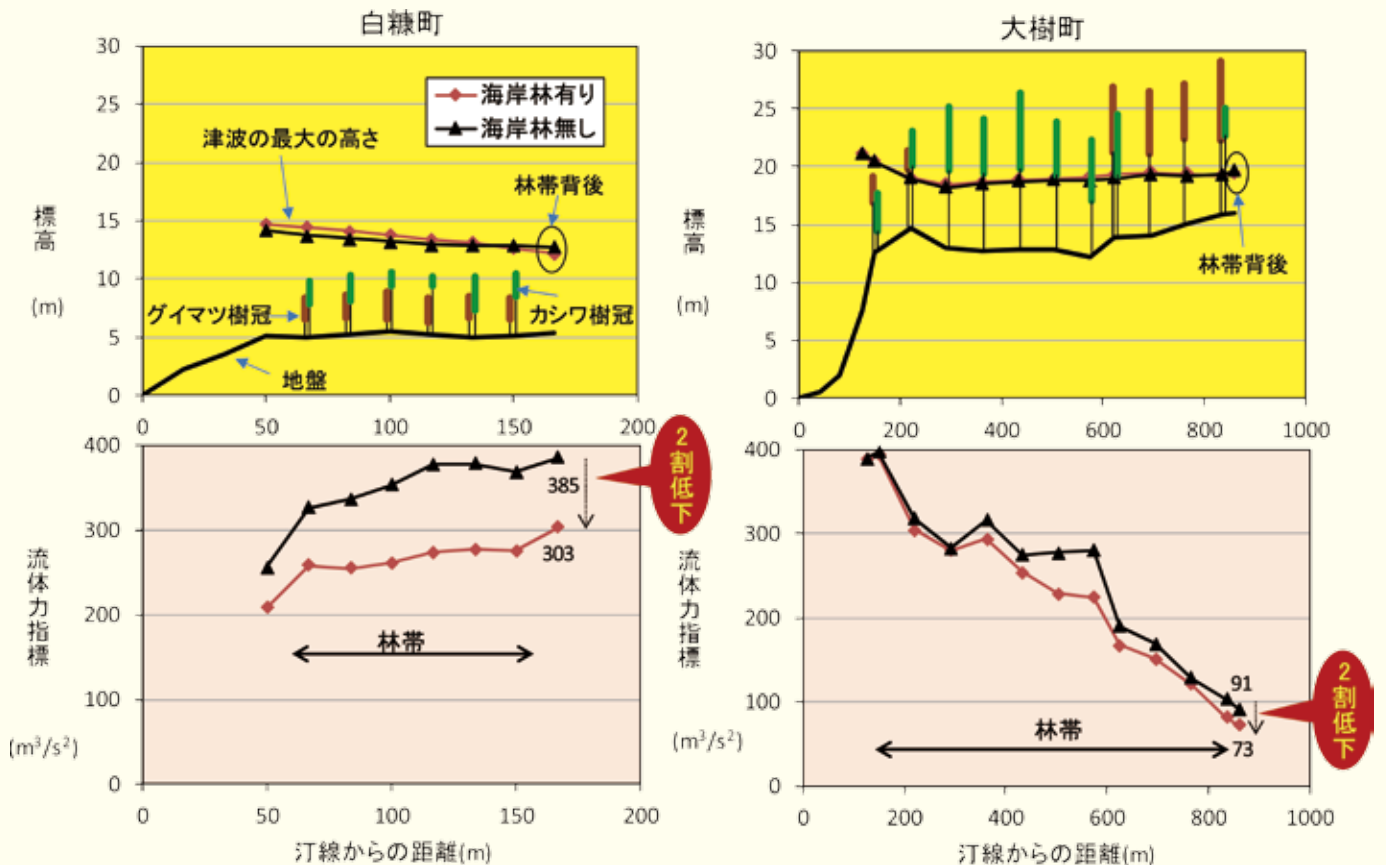 白糠町
30
25
20
15
10
5
0
標高
(m)
海岸林有り
海岸林無し
津波の最大の高さ
林帯背後
グイマツ樹冠
カシワ樹冠
地盤
0 50 100 150 200
400
300
200
100
0
流体力指標
(m³/s²)
385
303
2割低下
林帯
0 50 100 150 200
汀線からの距離(m)
大樹町
30
25
20
15
10
5
0
標高
(m)
林帯背後
0 200 400 600 800 1000
400
300
200
100
0
流体力指標
(m³/s²)
91
73
2割低下
林帯
0 200 400 600 800 1000
汀線からの距離(m)